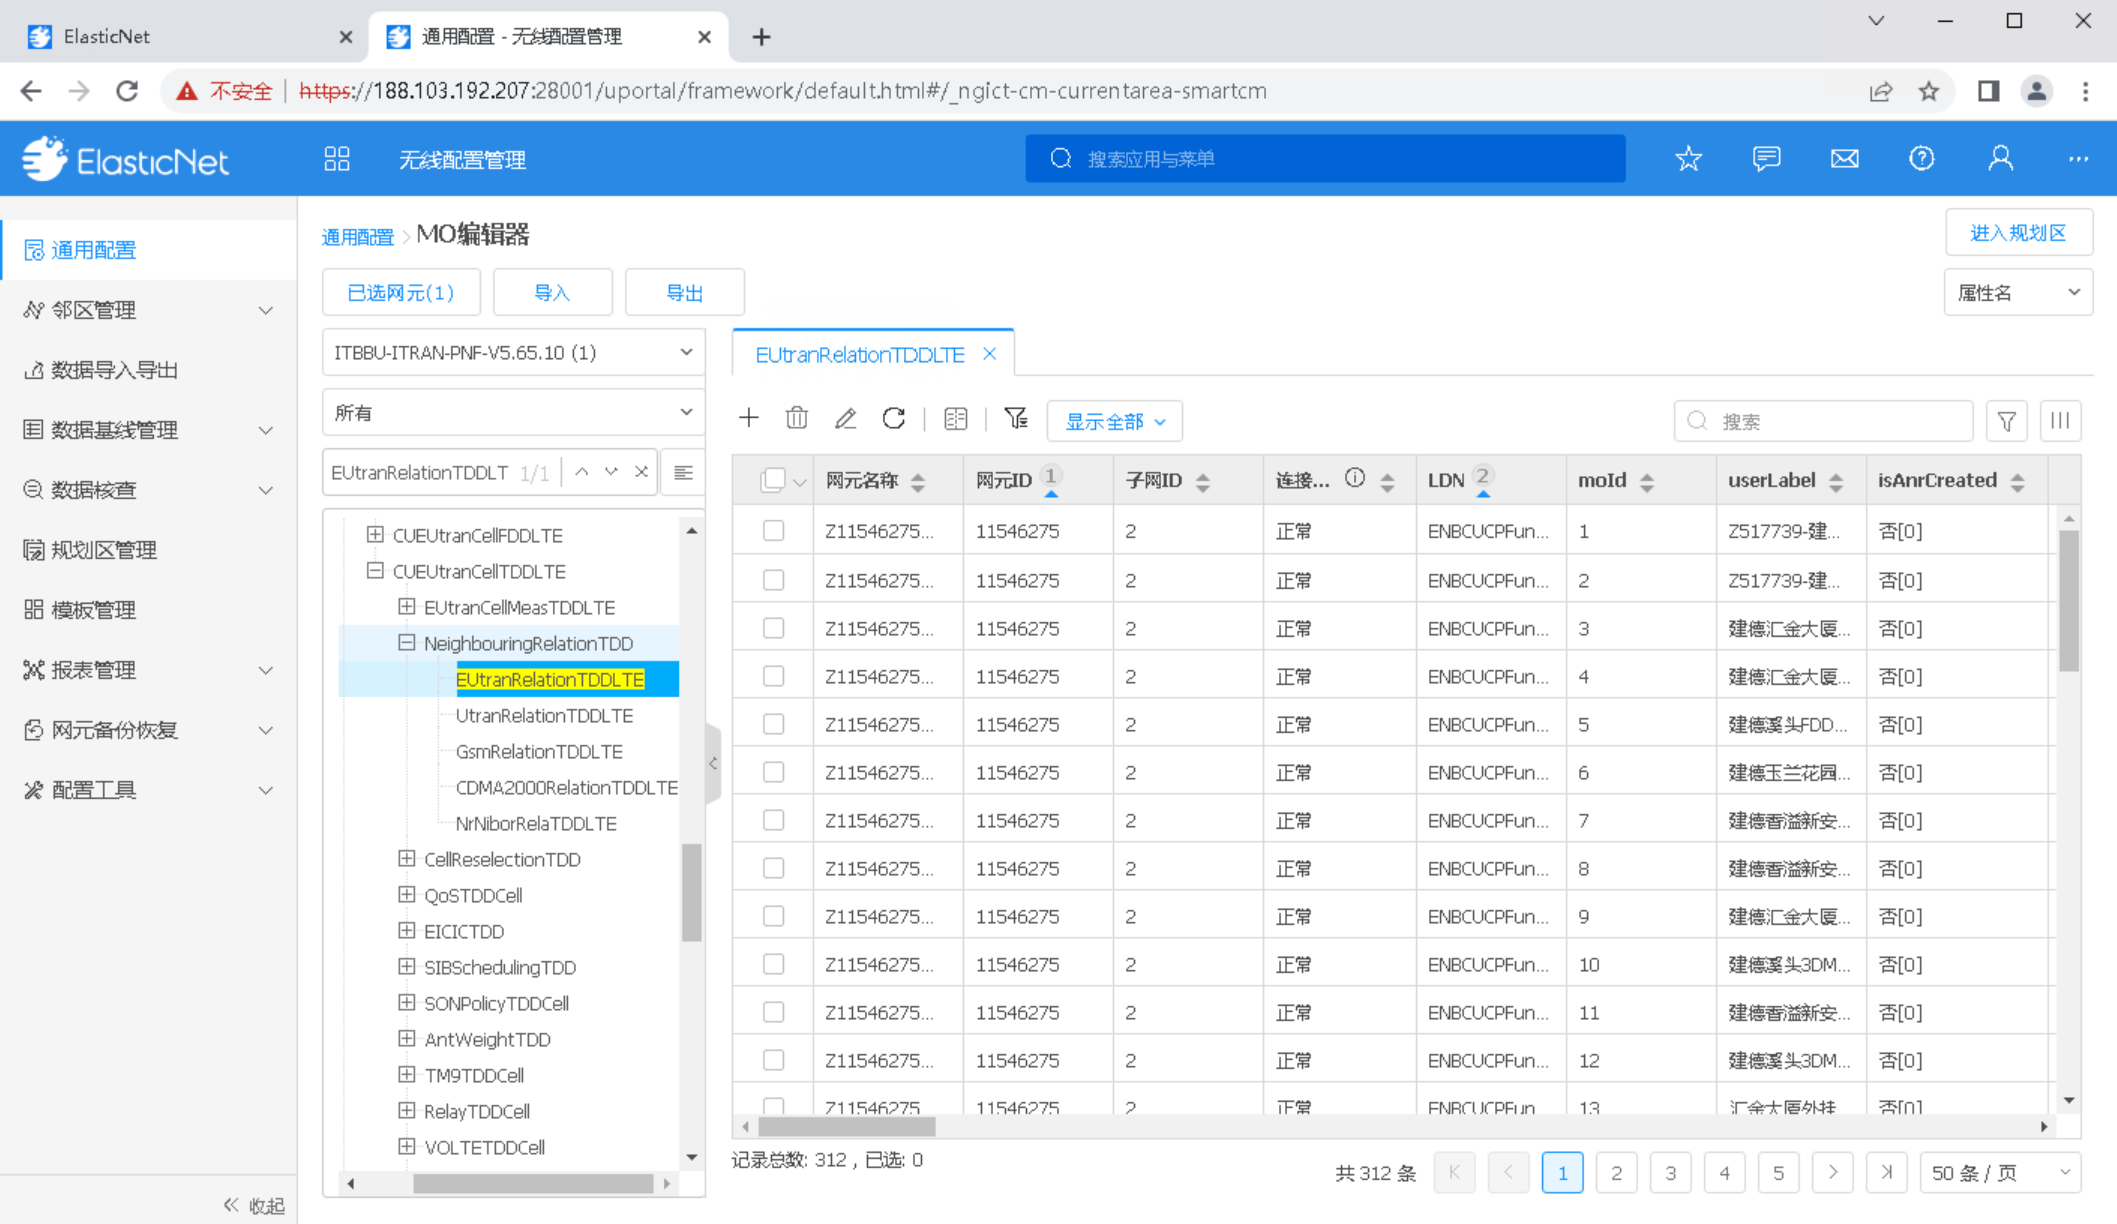 ElasticNet
通用配置 - 无线配置管理
不安全 | https://188.103.192.207:28001/uportal/framework/default.html#/_ngict-cm-currentarea-smartcm
ElasticNet
无线配置管理
搜索应用与菜单
通用配置
邻区管理
数据导入导出
数据基线管理
数据核查
规划区管理
模板管理
报表管理
网元备份恢复
配置工具
收起
通用配置 > MO编辑器
进入规划区
已选网元(1)
导入
导出
属性名
ITBBU-ITRAN-PNF-V5.65.10 (1)
所有
EUtranRelationTDDLT 1/1
CUEUtranCellFDDLTE
CUEUtranCellTDDLTE
EUtranCellMeasTDDLTE
NeighbouringRelationTDD
EUtranRelationTDDLTE
UtranRelationTDDLTE
GsmRelationTDDLTE
CDMA2000RelationTDDLTE
NrNiborRelaTDDLTE
CellReselectionTDD
QoSTDDCell
EICICTDD
SIBSchedulingTDD
SONPolicyTDDCell
AntWeightTDD
TM9TDDCell
RelayTDDCell
VOLTETDDCell
EUtranRelationTDDLTE
显示全部
搜索
网元名称 网元ID 1 子网ID 连接... LDN 2 moId userLabel isAnrCreated
Z11546275... 11546275 2 正常 ENBCUCPFun... 1 Z517739-建... 否[0]
Z11546275... 11546275 2 正常 ENBCUCPFun... 2 Z517739-建... 否[0]
Z11546275... 11546275 2 正常 ENBCUCPFun... 3 建德汇金大厦... 否[0]
Z11546275... 11546275 2 正常 ENBCUCPFun... 4 建德汇金大厦... 否[0]
Z11546275... 11546275 2 正常 ENBCUCPFun... 5 建德溪头FDD... 否[0]
Z11546275... 11546275 2 正常 ENBCUCPFun... 6 建德玉兰花园... 否[0]
Z11546275... 11546275 2 正常 ENBCUCPFun... 7 建德香溢新安... 否[0]
Z11546275... 11546275 2 正常 ENBCUCPFun... 8 建德香溢新安... 否[0]
Z11546275... 11546275 2 正常 ENBCUCPFun... 9 建德汇金大厦... 否[0]
Z11546275... 11546275 2 正常 ENBCUCPFun... 10 建德溪头3DM... 否[0]
Z11546275... 11546275 2 正常 ENBCUCPFun... 11 建德香溢新安... 否[0]
Z11546275... 11546275 2 正常 ENBCUCPFun... 12 建德溪头3DM... 否[0]
Z11546275 11546275 2 正常 ENBCUCPFun 13 汇金大厦外挂 否[0]
记录总数: 312 , 已选: 0
共 312 条 1 2 3 4 5 50 条 / 页